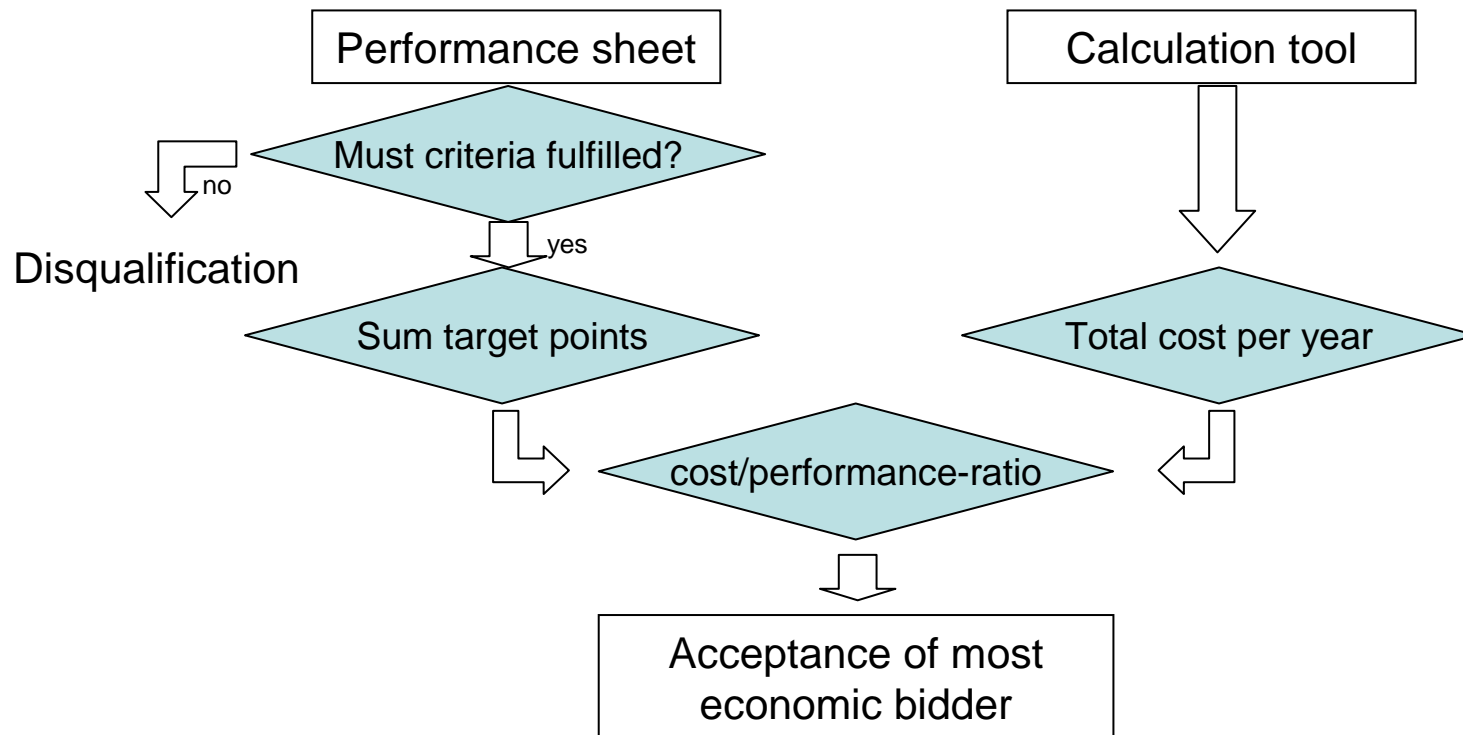 Performance sheet
Calculation tool
Must criteria fulfilled?
no
yes
Disqualification
Sum target points
Total cost per year
cost/performance-ratio
Acceptance of most
economic bidder